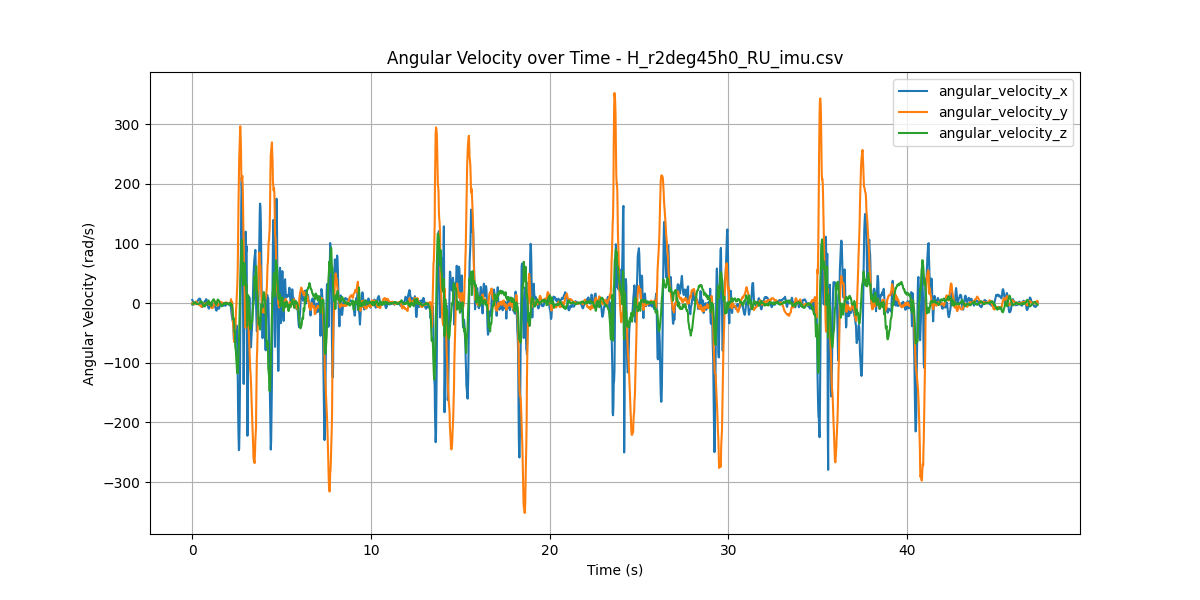 Angular Velocity over Time - H_r2deg45h0_RU_imu.csv
angular_velocity_x
angular_velocity_y
angular_velocity_z
Angular Velocity (rad/s)
300
200
100
0
−100
−200
−300
0 10 20 30 40
Time (s)